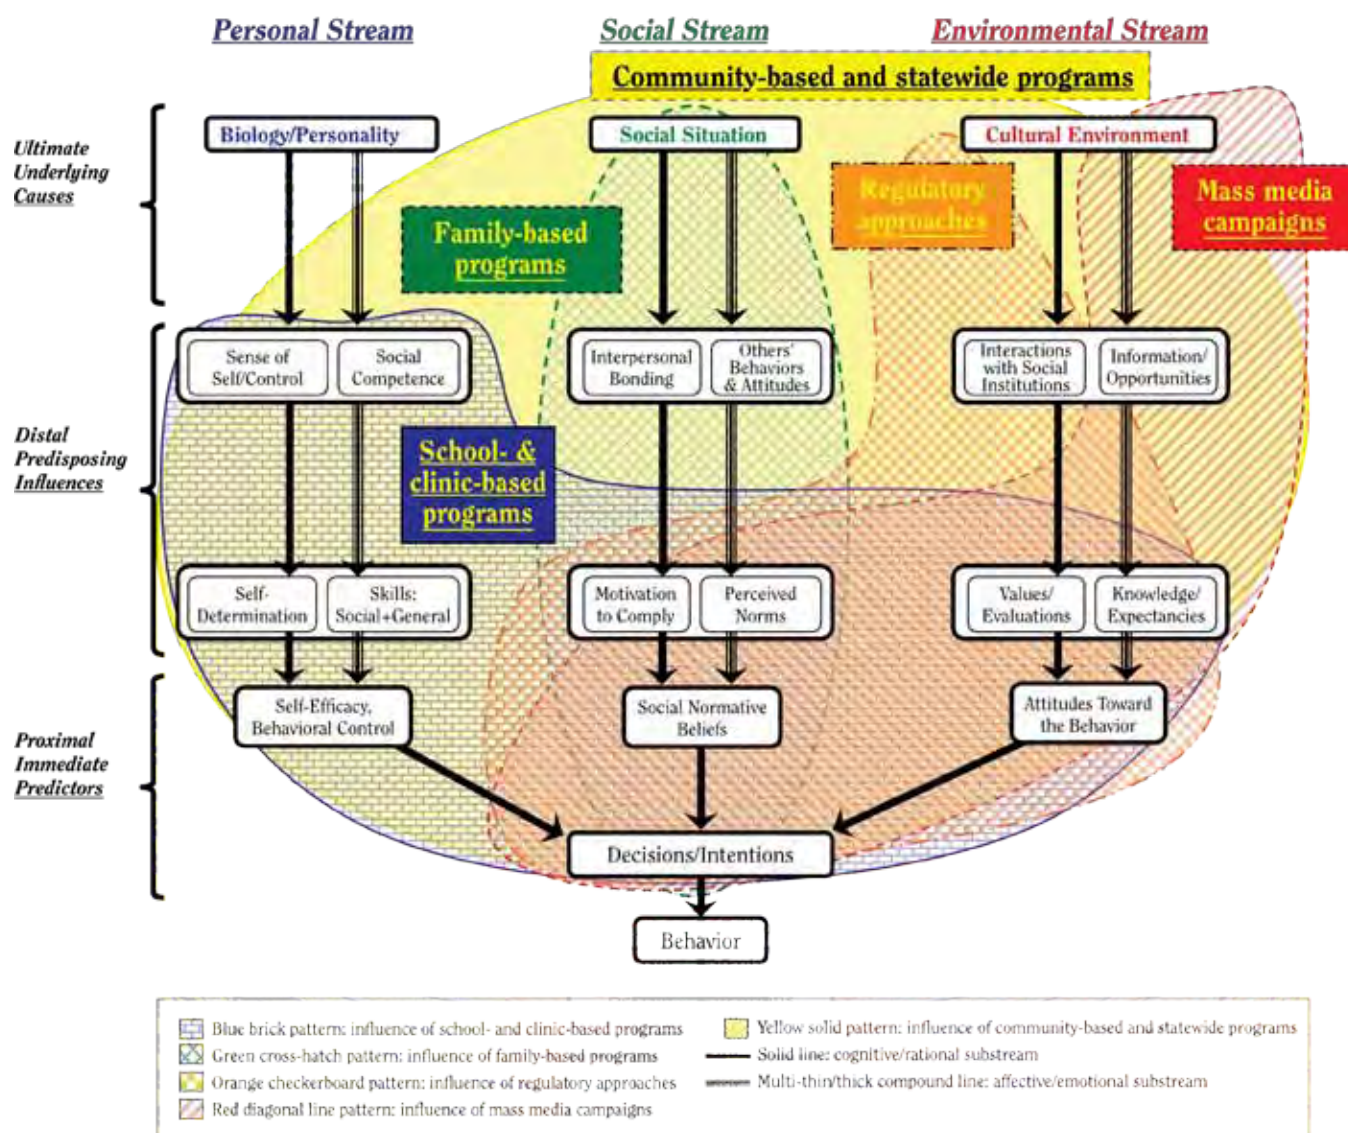 Personal Stream
Social Stream
Environmental Stream
Community-based and statewide programs
Ultimate
Underlying
Causes
Biology/Personality
Social Situation
Cultural Environment
Family-based
programs
Regulatory
approaches
Mass media
campaigns
Distal
Predisposing
Influences
Sense of
Self/Control
Social
Competence
Interpersonal
Bonding
Others'
Behaviors
& Attitudes
Interactions
with Social
Institutions
Information/
Opportunities
School- &
clinic-based
programs
Self-
Determination
Skills:
Social+General
Motivation
to Comply
Perceived
Norms
Values/
Evaluations
Knowledge/
Expectancies
Proximal
Immediate
Predictors
Self-Efficacy,
Behavioral Control
Social Normative
Beliefs
Attitudes Toward
the Behavior
Decisions/Intentions
Behavior
Blue brick pattern: influence of school- and clinic-based programs
Green cross-hatch pattern: influence of family-based programs
Orange checkerboard pattern: influence of regulatory approaches
Red diagonal line pattern: influence of mass media campaigns
Yellow solid pattern: influence of community-based and statewide programs
Solid line: cognitive/rational substream
Multi-thin/thick compound line: affective/emotional substream